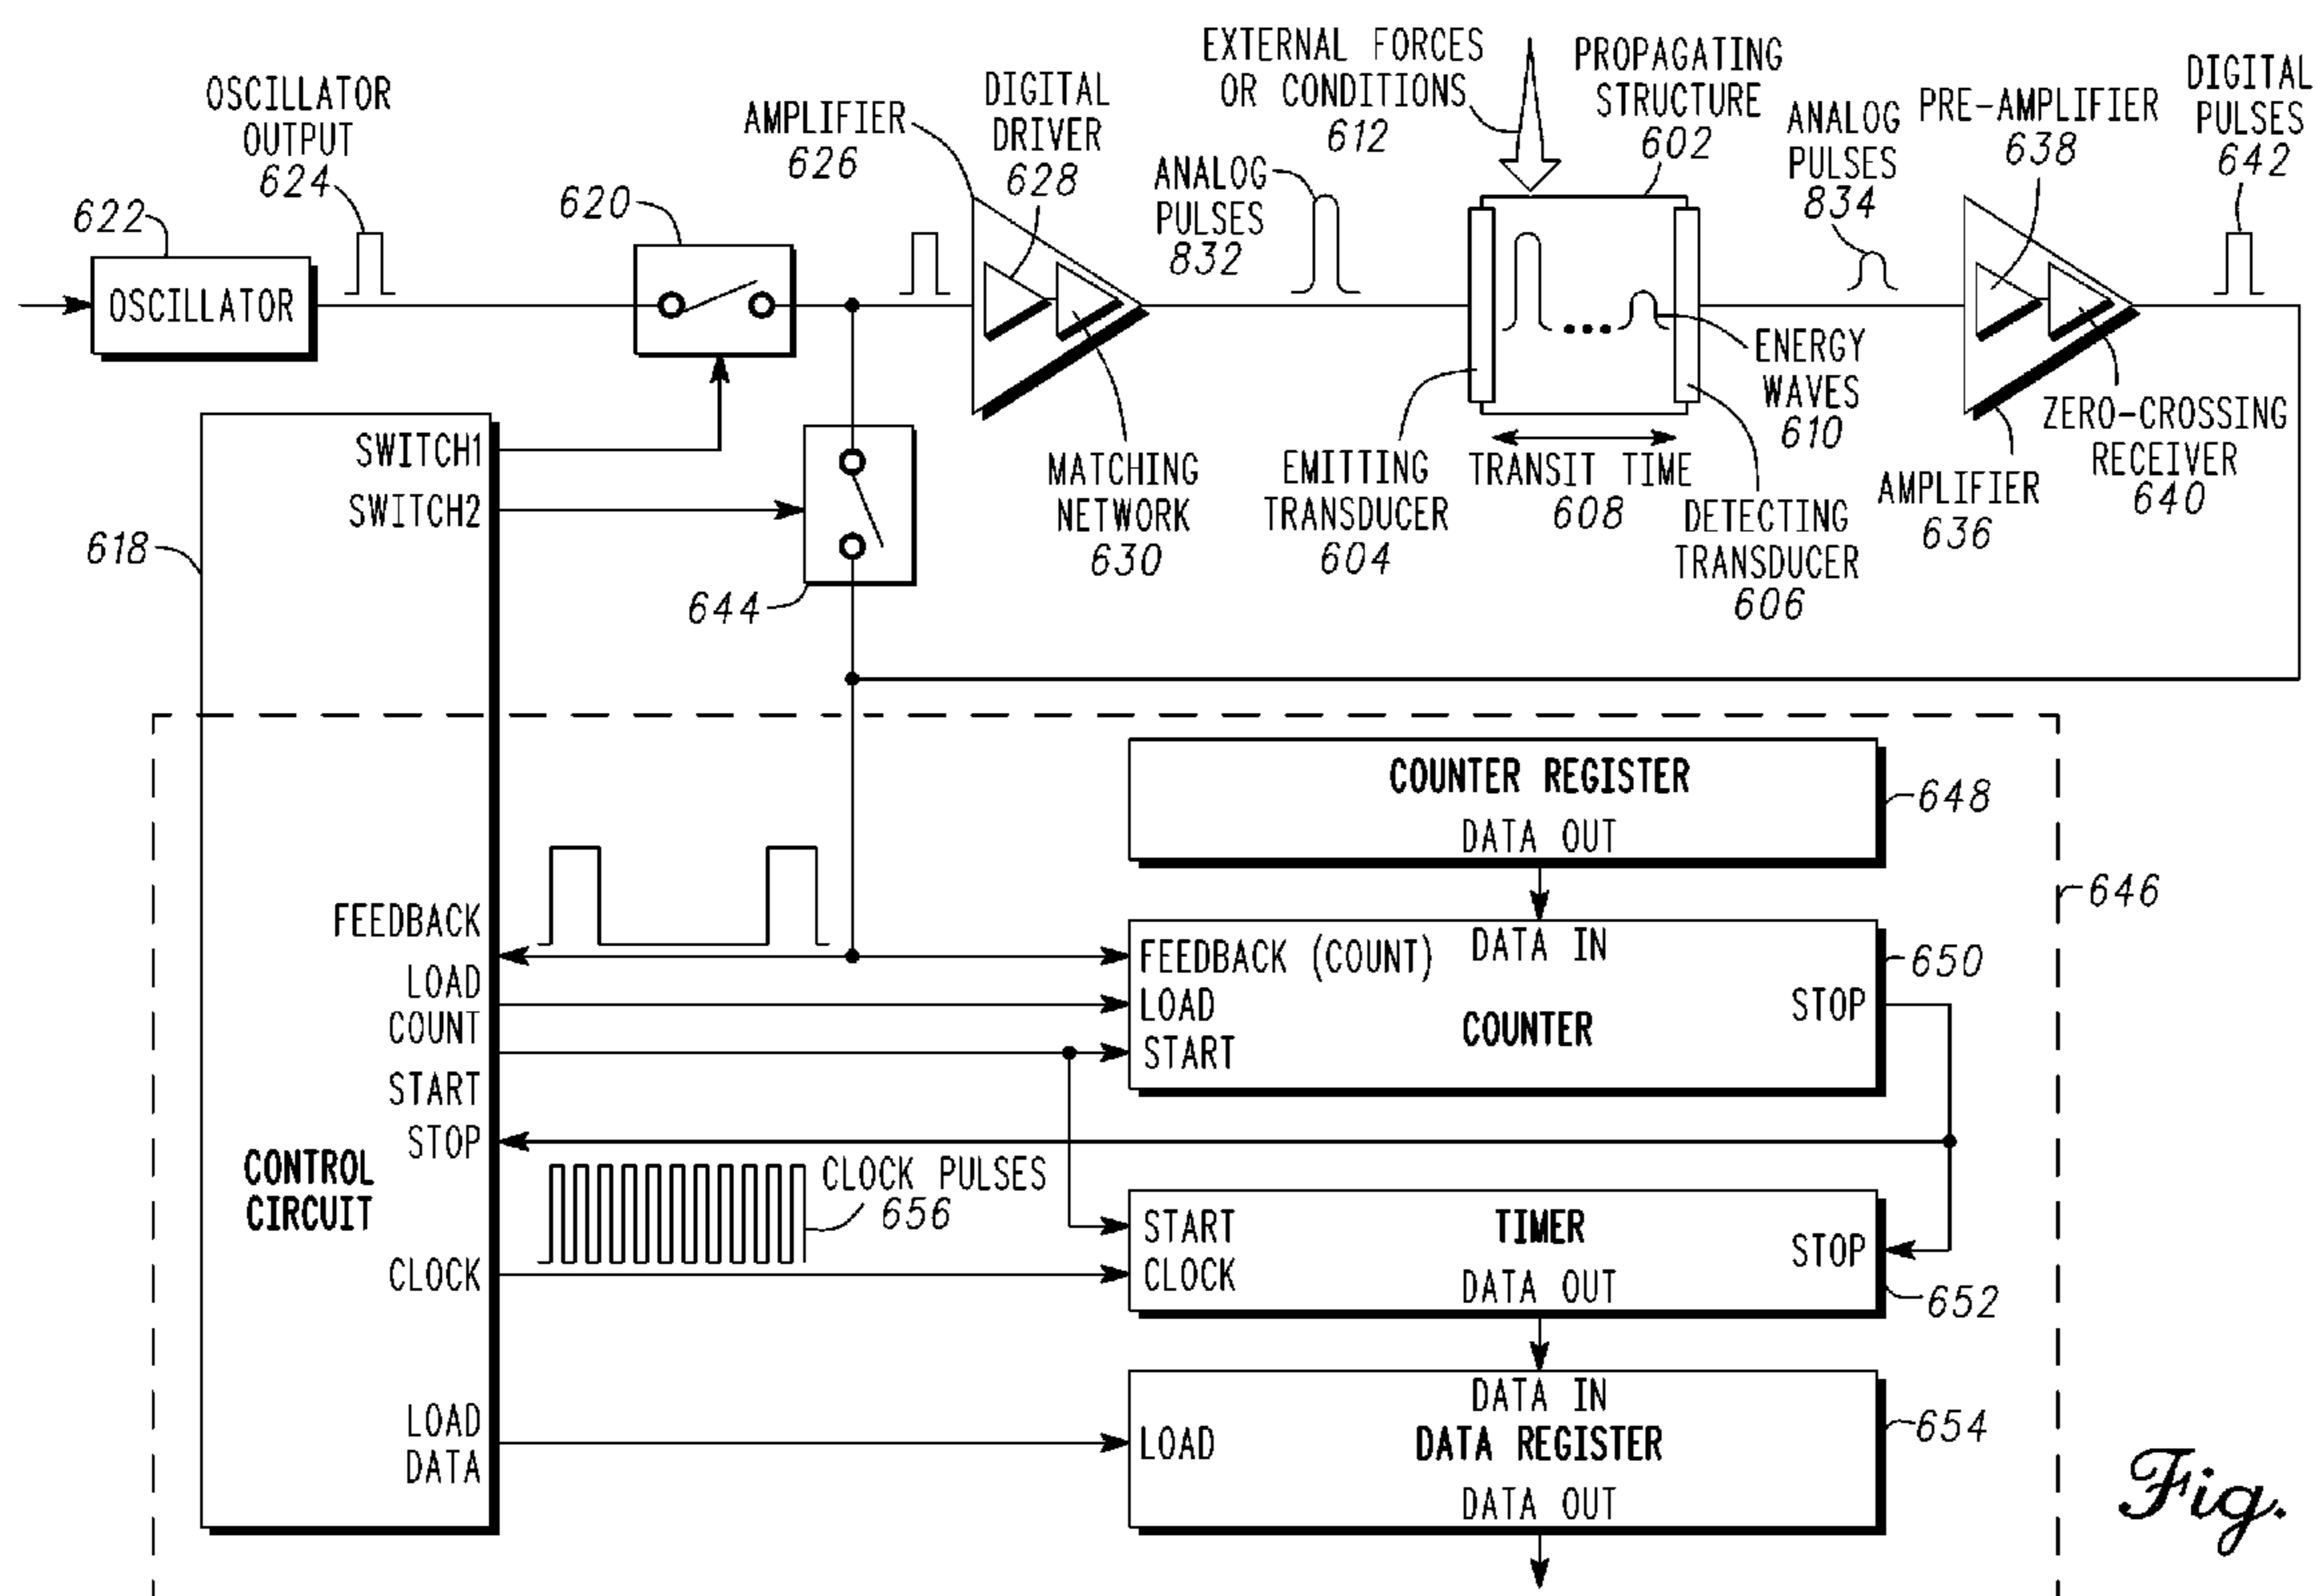 OSCILLATOR
OUTPUT
624
622
OSCILLATOR
620
AMPLIFIER
626
DIGITAL
DRIVER
628
MATCHING
NETWORK
630
ANALOG
PULSES
832
EXTERNAL FORCES
OR CONDITIONS
612
PROPAGATING
STRUCTURE
602
ANALOG
PULSES
834
PRE-AMPLIFIER
638
DIGITAL
PULSES
642
ENERGY
WAVES
610
EMITTING
TRANSDUCER
604
TRANSIT TIME
608
DETECTING
TRANSDUCER
606
AMPLIFIER
636
ZERO-CROSSING
RECEIVER
640
618
SWITCH1
SWITCH2
644
COUNTER REGISTER
DATA OUT
648
646
FEEDBACK
LOAD
COUNT
START
STOP
CONTROL
CIRCUIT
CLOCK
LOAD
DATA
FEEDBACK (COUNT)
DATA IN
LOAD
COUNTER
START
STOP
650
CLOCK PULSES
656
START
TIMER
STOP
CLOCK
DATA OUT
652
DATA IN
LOAD
DATA REGISTER
DATA OUT
654
Fig.